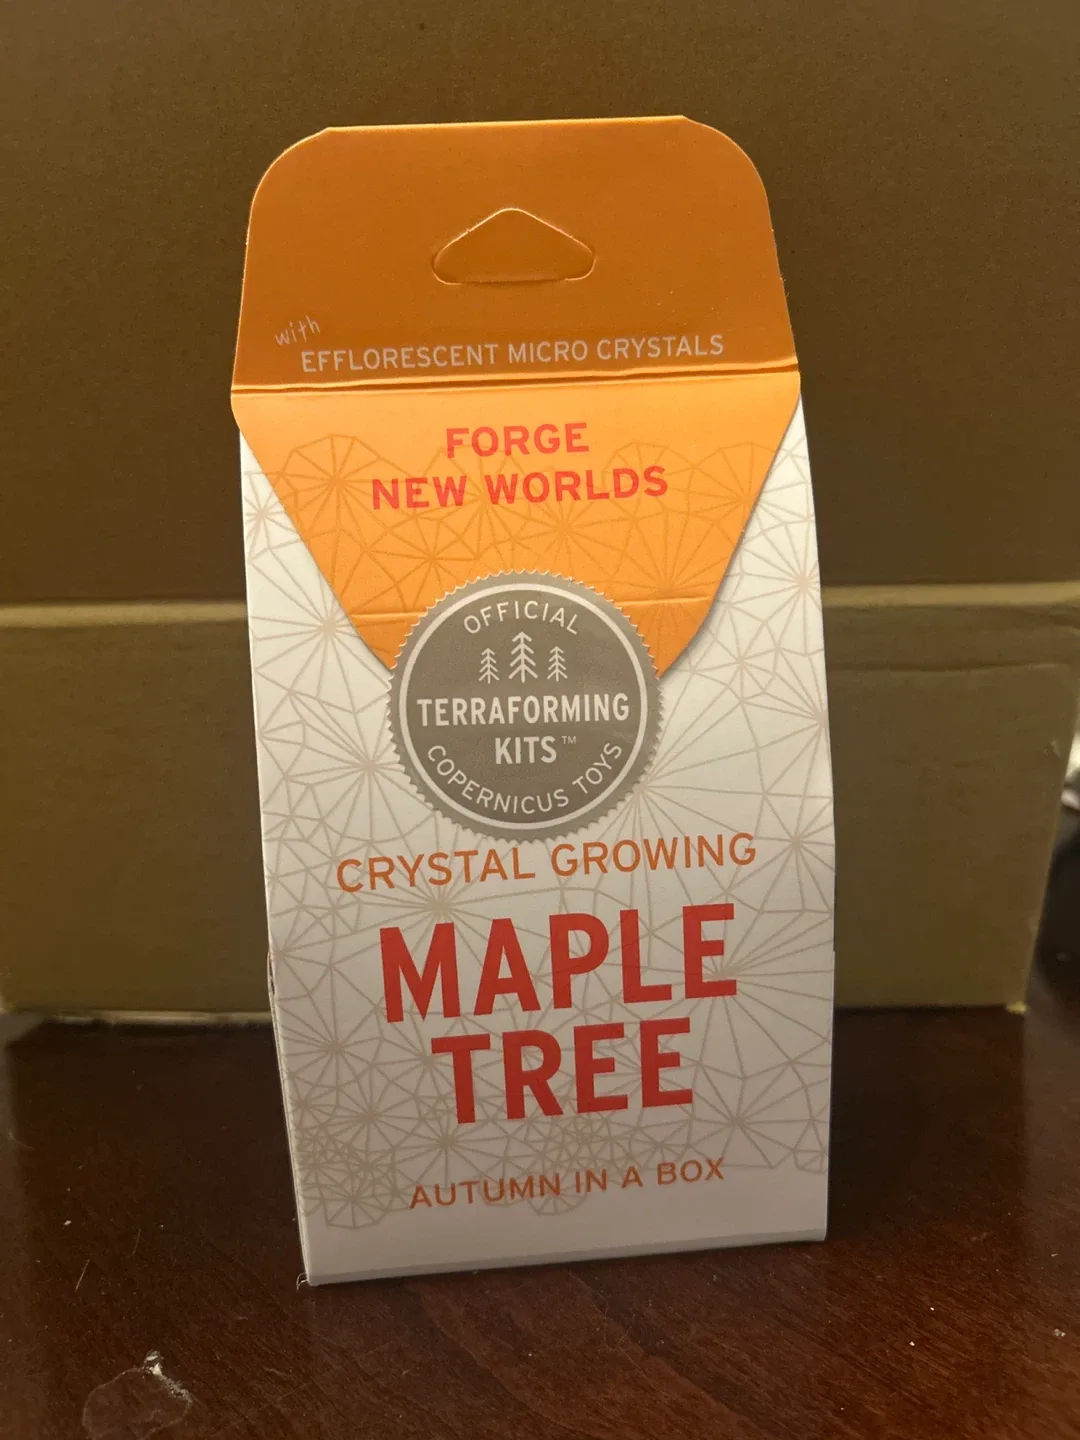 with
EFFLORESCENT MICRO CRYSTALS
FORGE
NEW WORLDS
OFFICIAL
TERRAFORMING
KITS™
COPERNICUS TOYS
CRYSTAL GROWING
MAPLE
TREE
AUTUMN IN A BOX